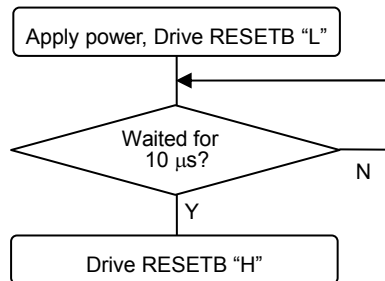 Apply power, Drive RESETB “L”
Waited for
10 μs?
N
Y
Drive RESETB “H”